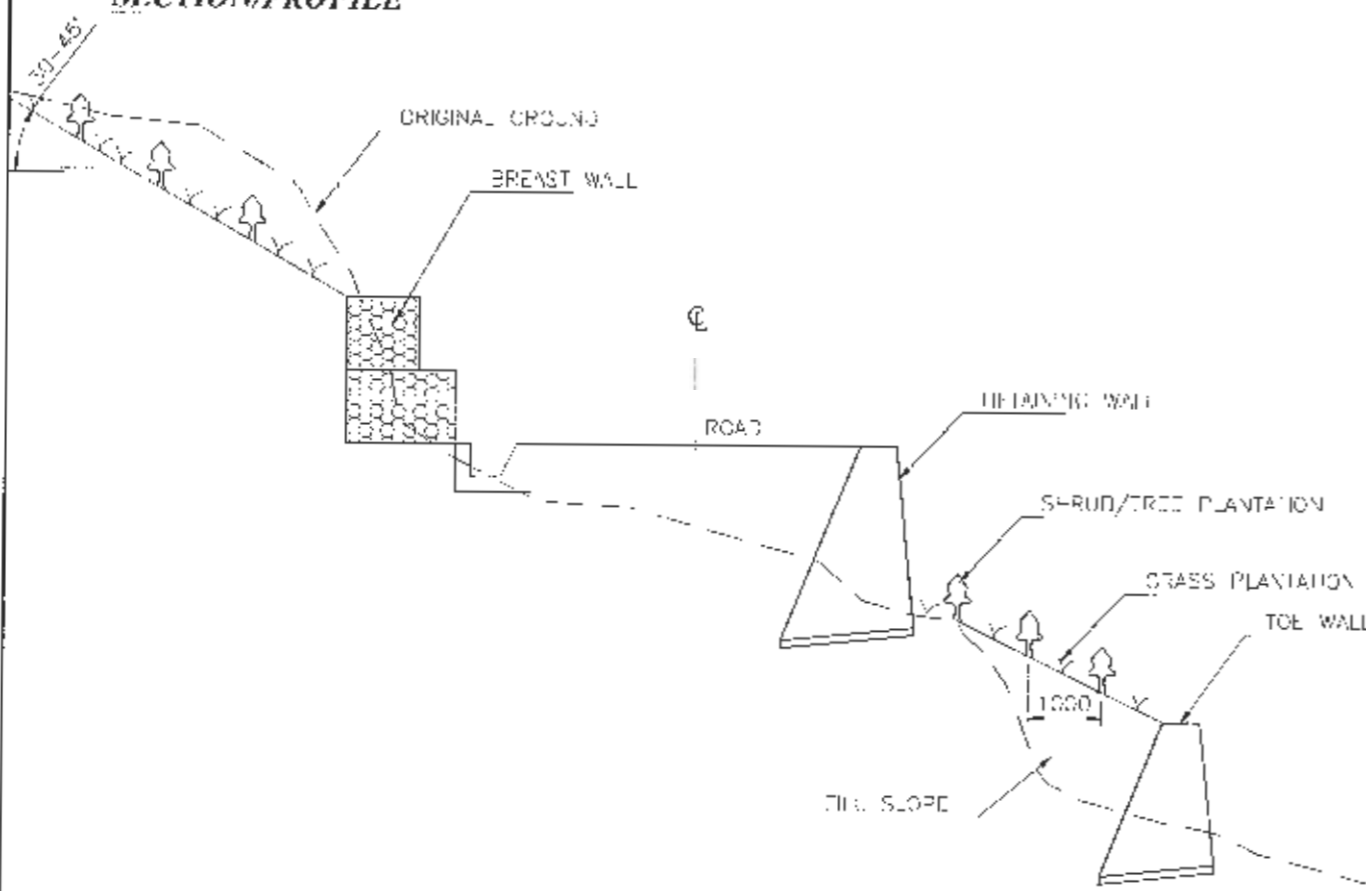 SECTION/PROFILE
30-45°
ORIGINAL GROUND
BREAST WALL
℄
ROAD
RETAINING WALL
SHRUB/TREE PLANTATION
GRASS PLANTATION
TOE WALL
1000
FILL SLOPE